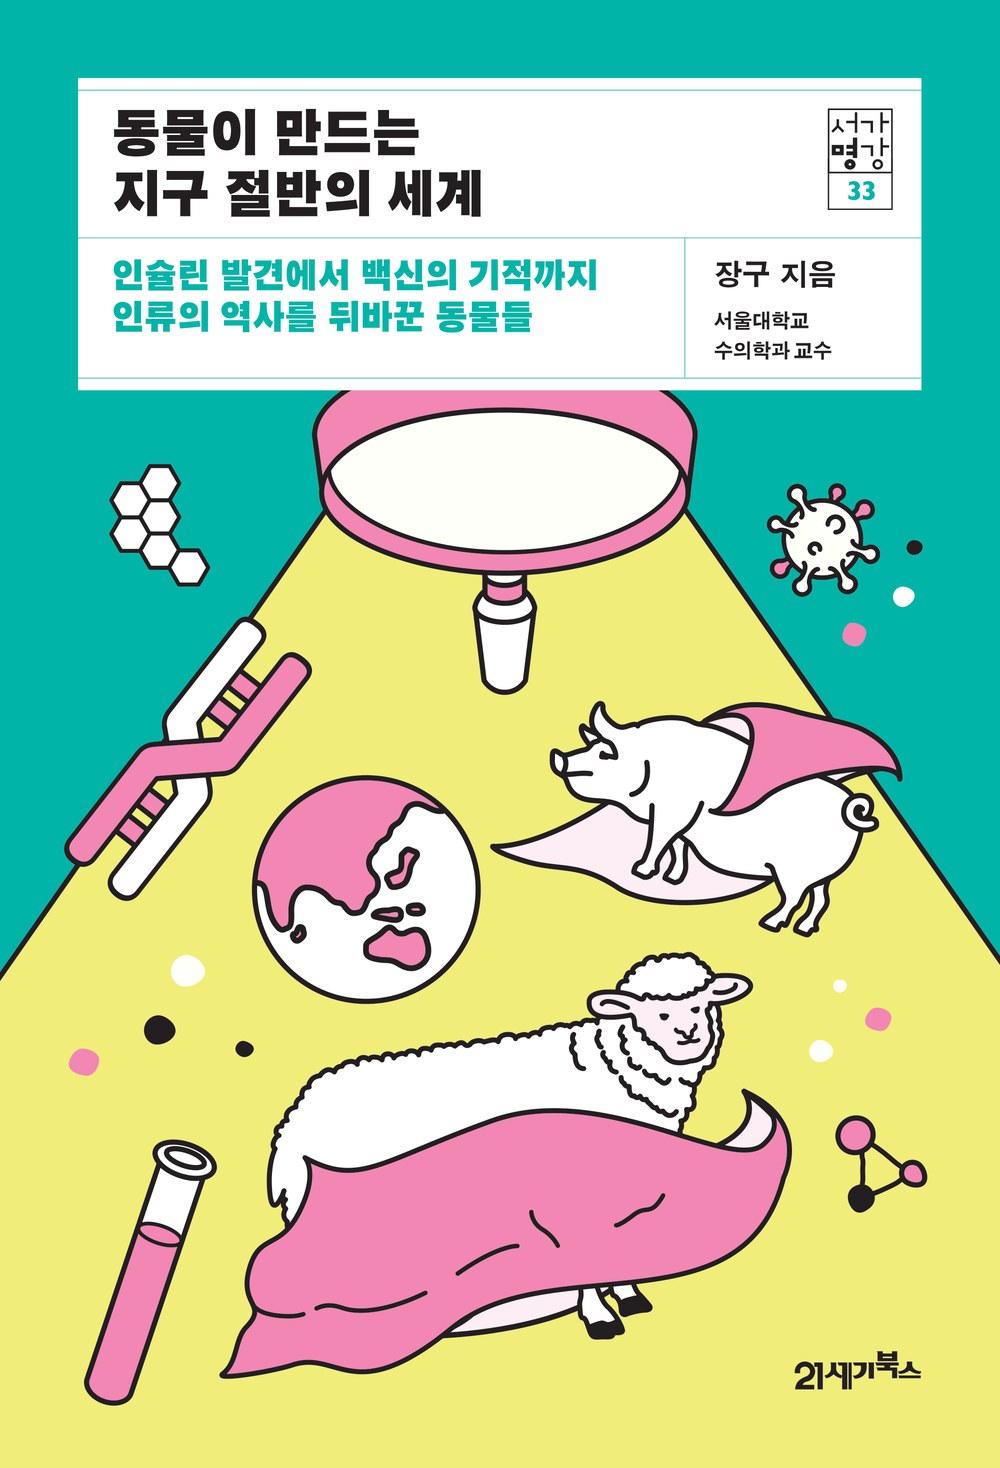 동물이 만드는
지구 절반의 세계
서가
명강
33
인슐린 발견에서 백신의 기적까지
인류의 역사를 뒤바꾼 동물들
장구 지음
서울대학교
수의학과 교수
21세기북스